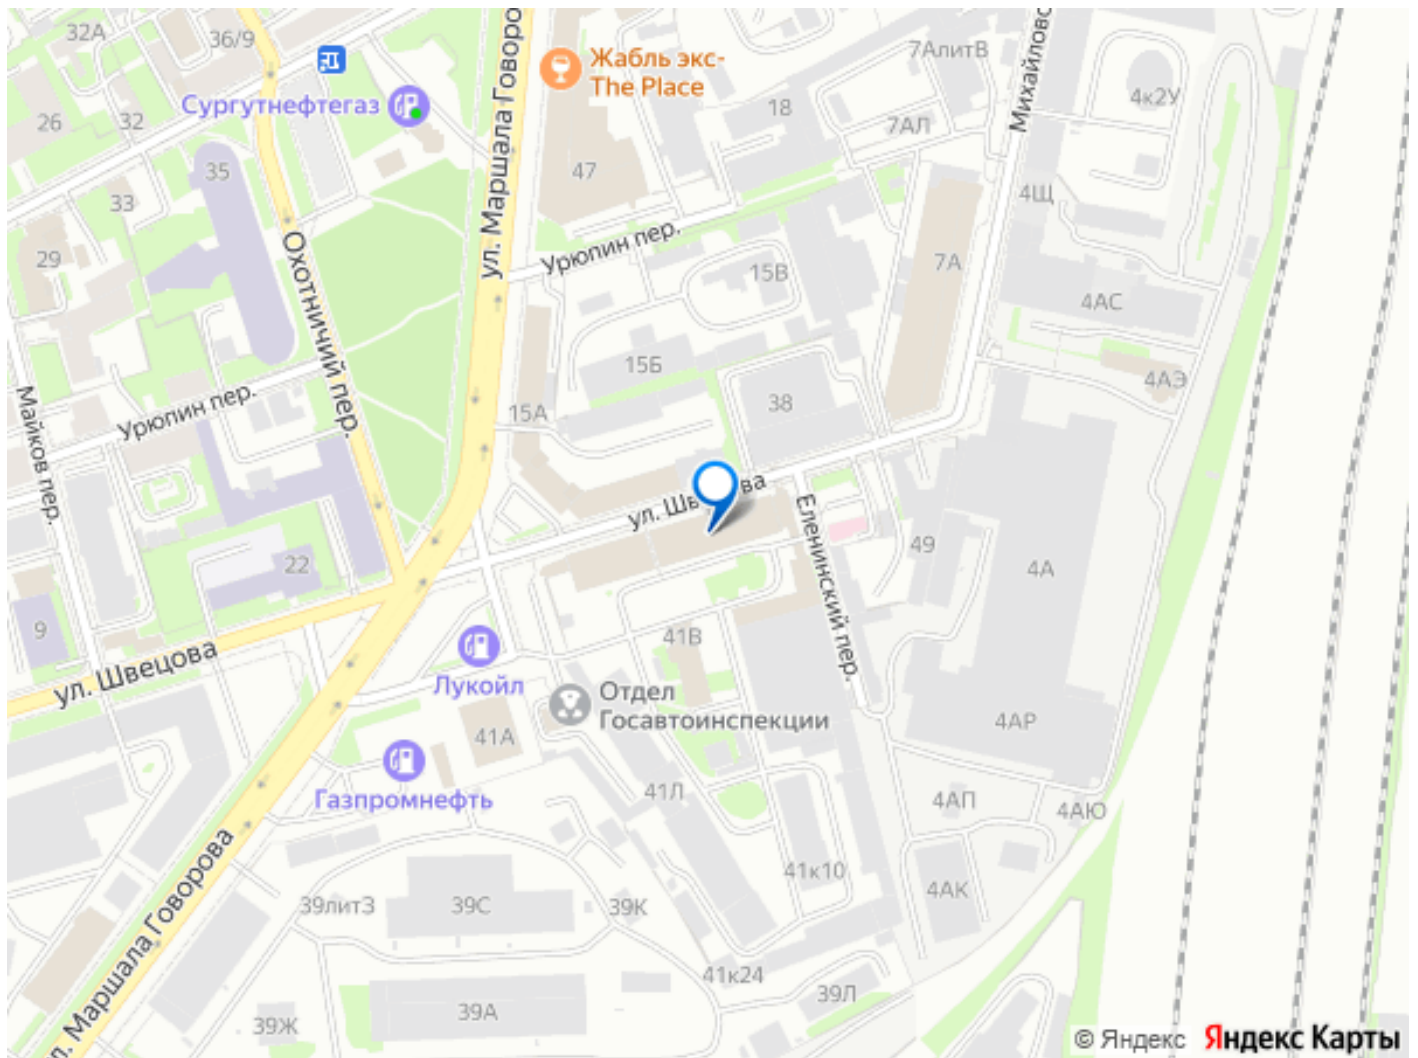 32А
36/9
ул. Маршала Говоро
Жабль экс-
The Place
7АлитВ
Михайловс
4к2У
Сургутнефтегаз
26
32
18
7АЛ
35
47
33
4Щ
Урюпин пер.
29
Охотничий пер.
15В
7А
4АС
15Б
4АЭ
Майков пер.
Урюпин пер.
15А
38
ул. Шв
ва
Еленинский пер.
49
4А
22
9
41В
ул. Швецова
Лукойл
Отдел
Госавтоинспекции
41А
4АР
Газпромнефть
41Л
4АП
4АЮ
л. Маршала Говорова
41к10
4АК
39литЗ
39С
39К
41к24
39Л
39А
39Ж
© Яндекс Яндекс Карты